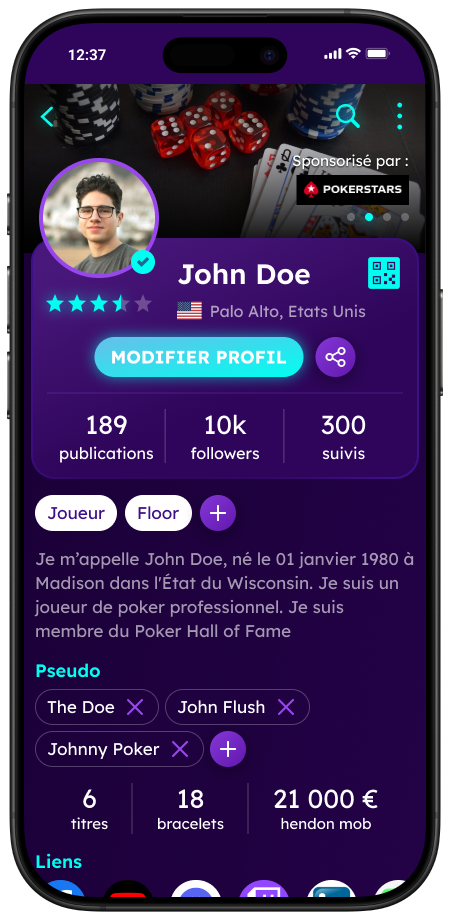 12:37
Sponsorisé par :
POKERSTARS
John Doe
Palo Alto, Etats Unis
MODIFIER PROFIL
189
publications
10k
followers
300
suivis
Joueur
Floor
Je m’appelle John Doe, né le 01 janvier 1980 à
Madison dans l'État du Wisconsin. Je suis un
joueur de poker professionnel. Je suis
membre du Poker Hall of Fame
Pseudo
The Doe
John Flush
Johnny Poker
6
titres
18
bracelets
21 000 €
hendon mob
Liens